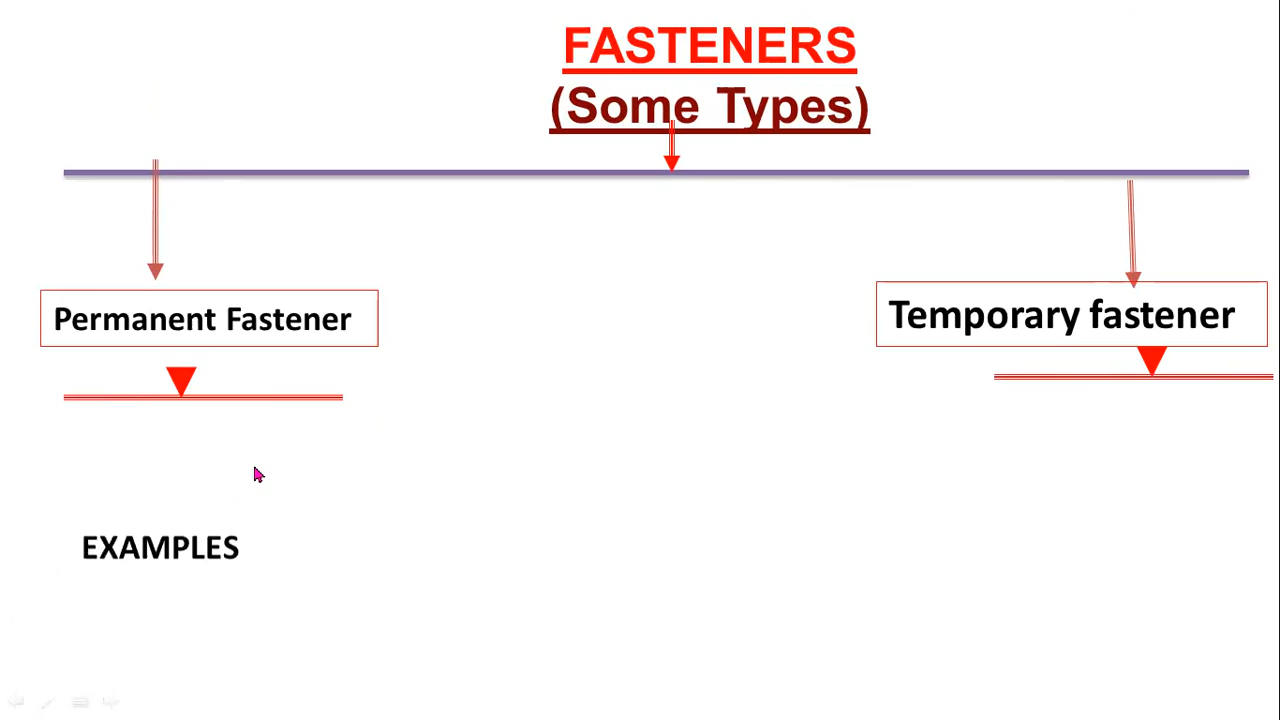 FASTENERS
(Some Types)
Permanent Fastener
Temporary fastener
EXAMPLES